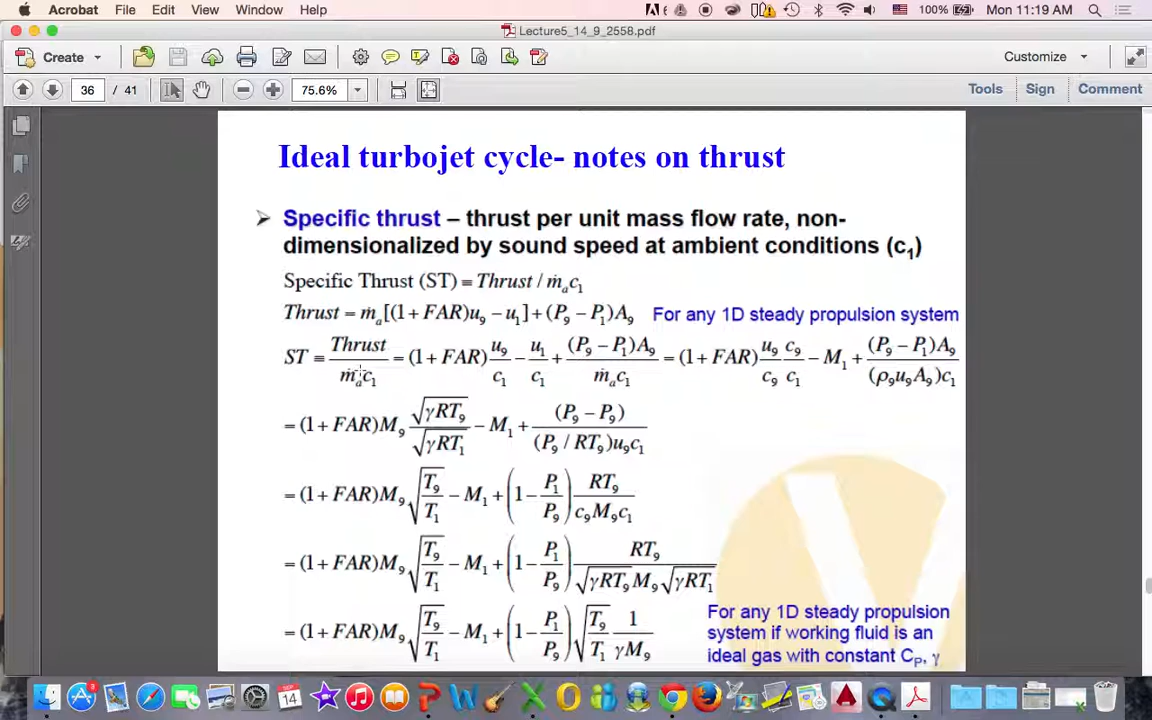 Acrobat File Edit View Window Help 100% Mon 11:19 AM
Lecture5_14_9_2558.pdf
Create Customize
36 / 41 75.6% Tools Sign Comment
Ideal turbojet cycle- notes on thrust
➢ Specific thrust – thrust per unit mass flow rate, non-
dimensionalized by sound speed at ambient conditions (c₁)
Specific Thrust (ST) ≡ Thrust / ṁₐc₁
Thrust = ṁₐ[(1 + FAR)u₉ − u₁] + (P₉ − P₁)A₉ For any 1D steady propulsion system
ST ≡ Thrust / ṁₐc₁ = (1 + FAR) u₉/c₁ − u₁/c₁ + (P₉ − P₁)A₉ / ṁₐc₁ = (1 + FAR) u₉/c₉ c₉/c₁ − M₁ + (P₉ − P₁)A₉ / (ρ₉u₉A₉)c₁
= (1 + FAR)M₉ √γRT₉ / √γRT₁ − M₁ + (P₉ − P₉) / (P₉ / RT₉)u₉c₁
= (1 + FAR)M₉ √(T₉/T₁) − M₁ + (1 − P₁/P₉) RT₉ / c₉M₉c₁
= (1 + FAR)M₉ √(T₉/T₁) − M₁ + (1 − P₁/P₉) RT₉ / √γRT₉ M₉ √γRT₁
= (1 + FAR)M₉ √(T₉/T₁) − M₁ + (1 − P₁/P₉) √(T₉/T₁) 1/γM₉
For any 1D steady propulsion
system if working fluid is an
ideal gas with constant C_P, γ
SEP
14
3